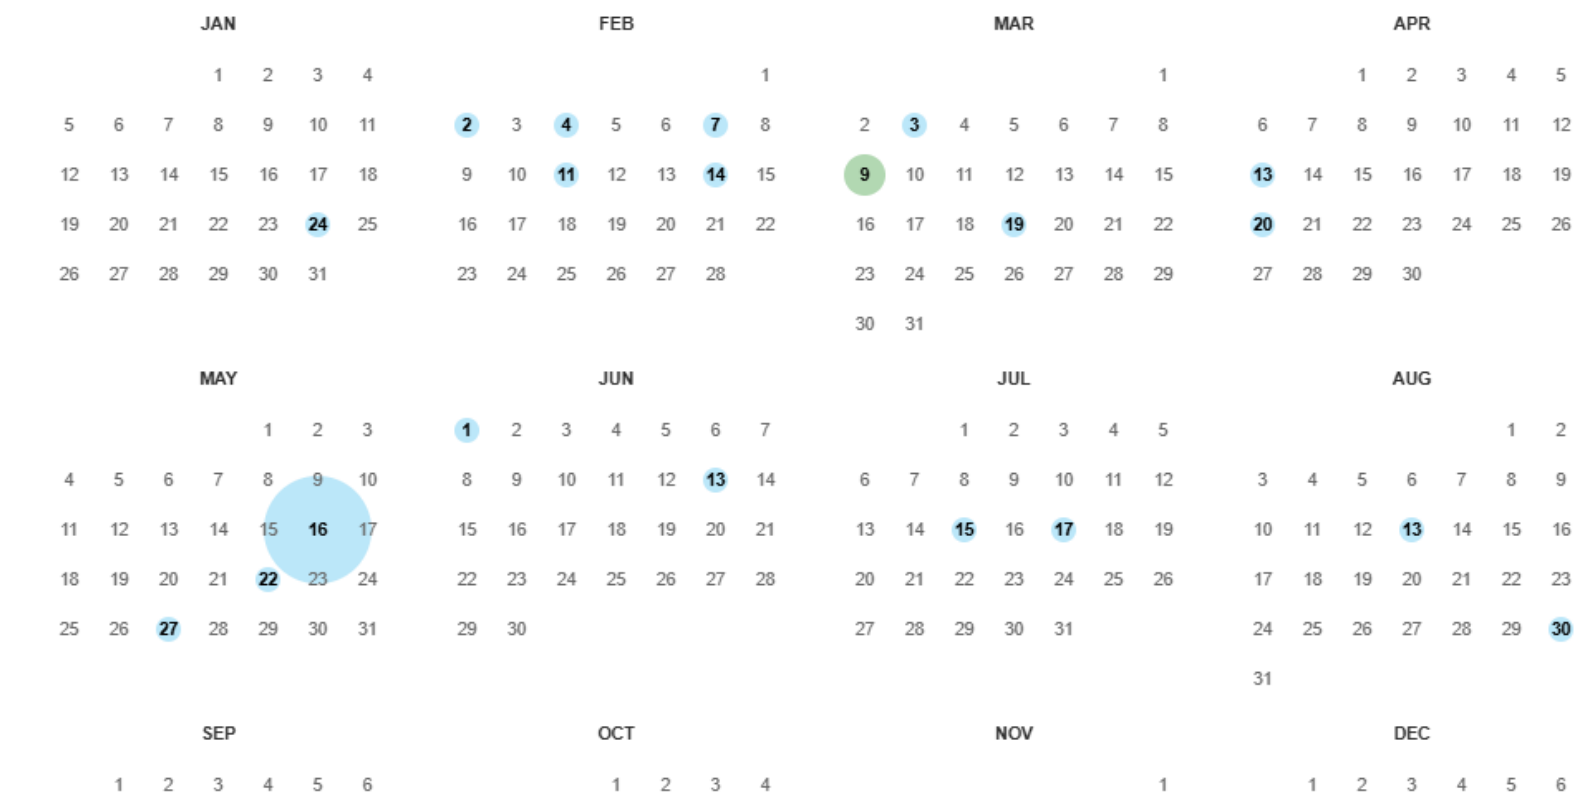 JAN FEB MAR APR
1 2 3 4 1 1 1 2 3 4 5
5 6 7 8 9 10 11 2 3 4 5 6 7 8 2 3 4 5 6 7 8 6 7 8 9 10 11 12
12 13 14 15 16 17 18 9 10 11 12 13 14 15 9 10 11 12 13 14 15 13 14 15 16 17 18 19
19 20 21 22 23 24 25 16 17 18 19 20 21 22 16 17 18 19 20 21 22 20 21 22 23 24 25 26
26 27 28 29 30 31 23 24 25 26 27 28 23 24 25 26 27 28 29 27 28 29 30
30 31
MAY JUN JUL AUG
1 2 3 1 2 3 4 5 6 7 1 2 3 4 5 1 2
4 5 6 7 8 9 10 8 9 10 11 12 13 14 6 7 8 9 10 11 12 3 4 5 6 7 8 9
11 12 13 14 15 16 17 15 16 17 18 19 20 21 13 14 15 16 17 18 19 10 11 12 13 14 15 16
18 19 20 21 22 23 24 22 23 24 25 26 27 28 20 21 22 23 24 25 26 17 18 19 20 21 22 23
25 26 27 28 29 30 31 29 30 27 28 29 30 31 24 25 26 27 28 29 30
31
SEP OCT NOV DEC
1 2 3 4 5 6 1 2 3 4 1 1 2 3 4 5 6